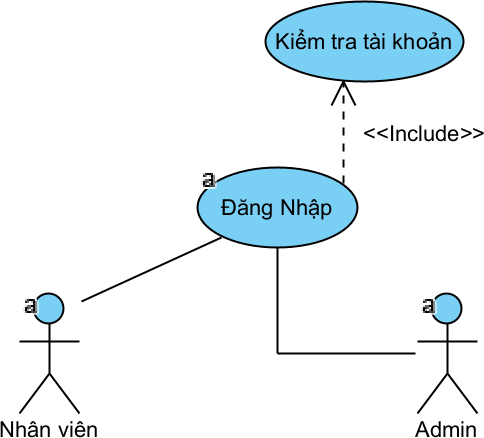 Kiểm tra tài khoản
<<Include>>
a
Đăng Nhập
a
a
Nhân viên
Admin